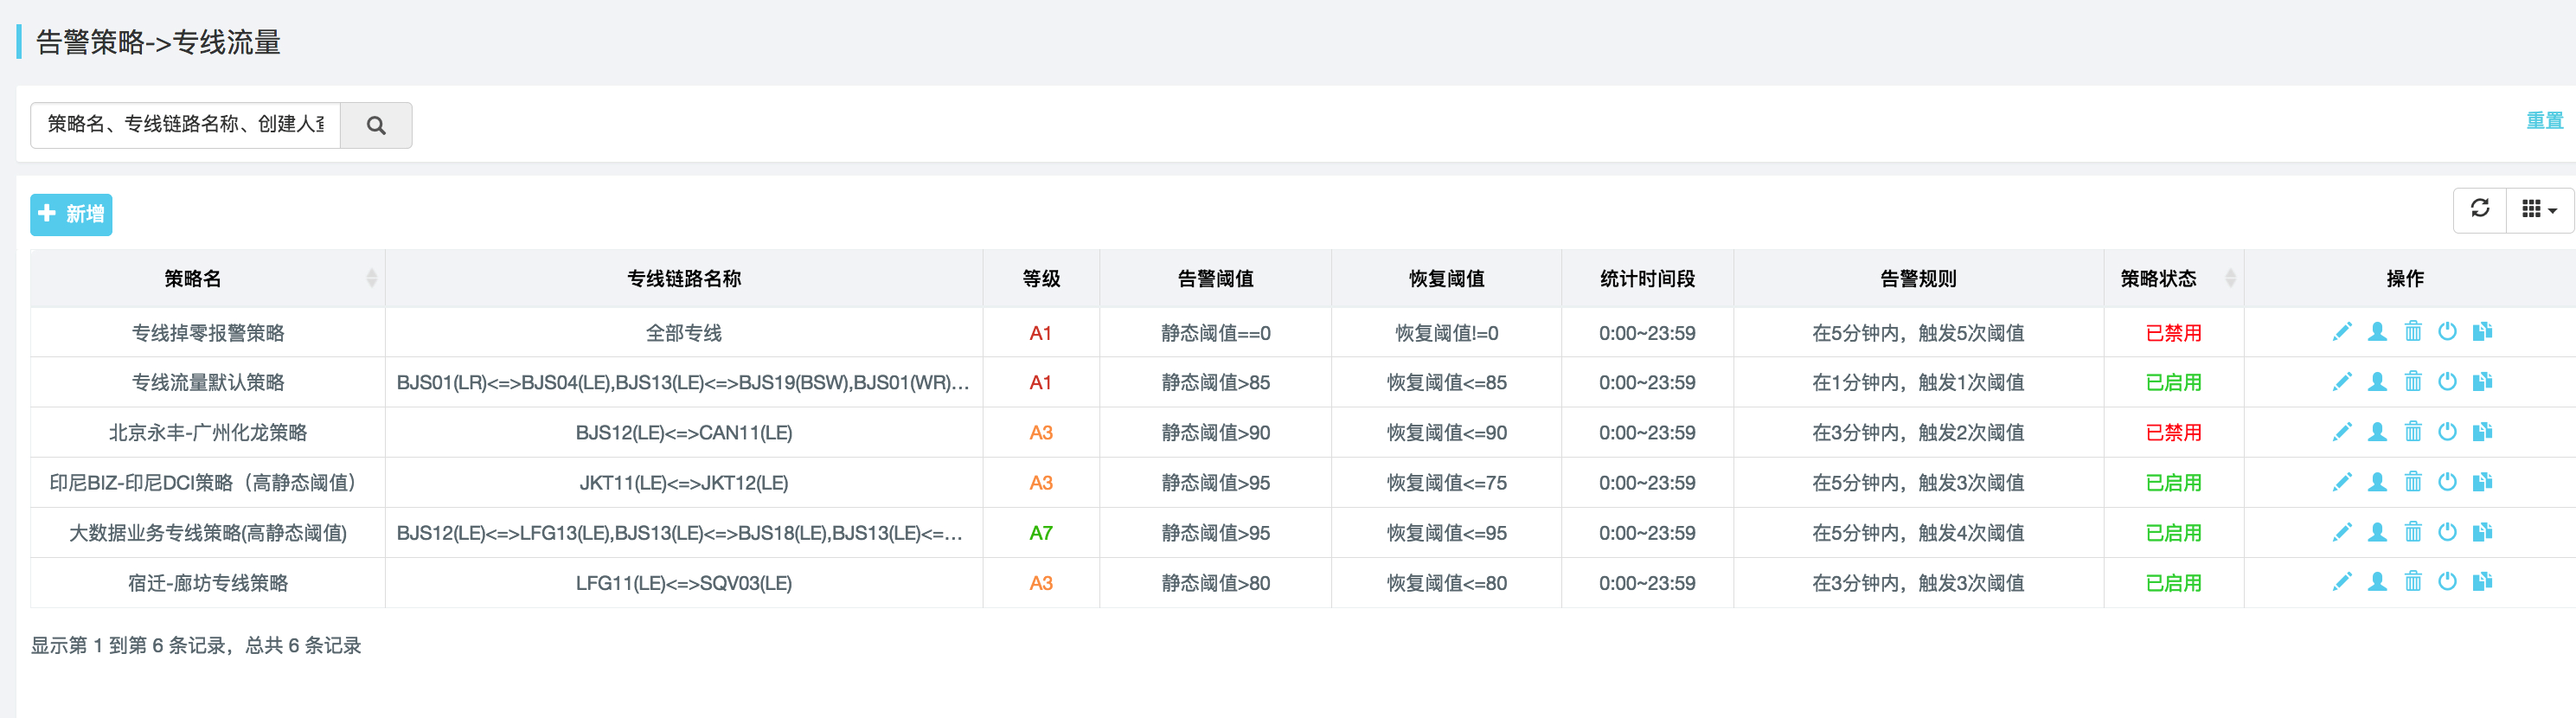 告警策略->专线流量
策略名、专线链路名称、创建人
重置
新增
策略名 专线链路名称 等级 告警阈值 恢复阈值 统计时间段 告警规则 策略状态 操作
专线掉零报警策略 全部专线 A1 静态阈值==0 恢复阈值!=0 0:00~23:59 在5分钟内，触发5次阈值 已禁用
专线流量默认策略 BJS01(LR)<=>BJS04(LE),BJS13(LE)<=>BJS19(BSW),BJS01(WR)... A1 静态阈值>85 恢复阈值<=85 0:00~23:59 在1分钟内，触发1次阈值 已启用
北京永丰-广州化龙策略 BJS12(LE)<=>CAN11(LE) A3 静态阈值>90 恢复阈值<=90 0:00~23:59 在3分钟内，触发2次阈值 已禁用
印尼BIZ-印尼DCI策略（高静态阈值） JKT11(LE)<=>JKT12(LE) A3 静态阈值>95 恢复阈值<=75 0:00~23:59 在5分钟内，触发3次阈值 已启用
大数据业务专线策略(高静态阈值) BJS12(LE)<=>LFG13(LE),BJS13(LE)<=>BJS18(LE),BJS13(LE)<=... A7 静态阈值>95 恢复阈值<=95 0:00~23:59 在5分钟内，触发4次阈值 已启用
宿迁-廊坊专线策略 LFG11(LE)<=>SQV03(LE) A3 静态阈值>80 恢复阈值<=80 0:00~23:59 在3分钟内，触发3次阈值 已启用
显示第 1 到第 6 条记录，总共 6 条记录